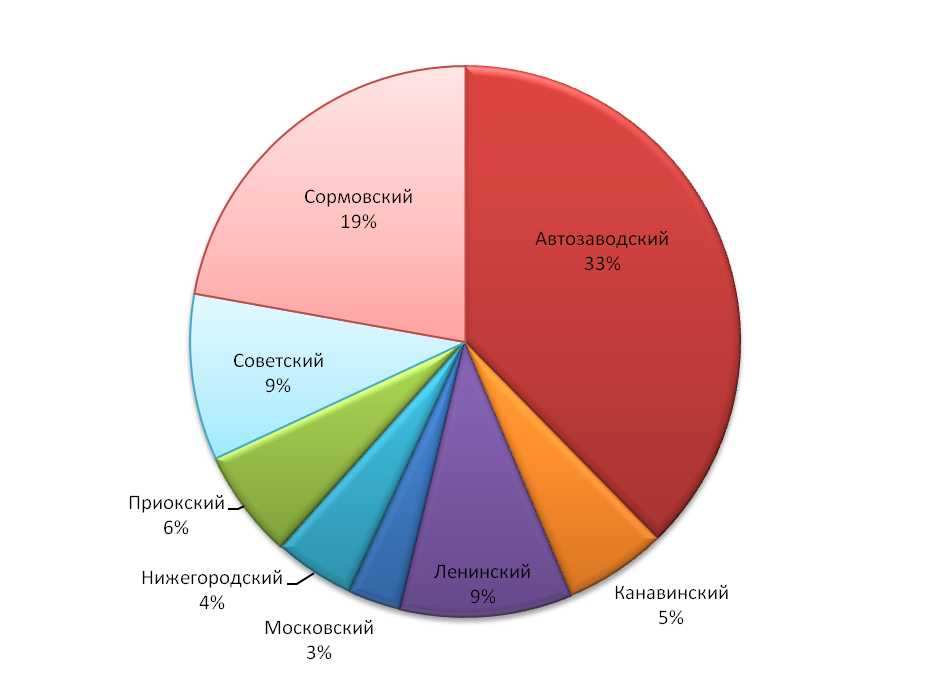 Сормовский
19%
Автозаводский
33%
Советский
9%
Приокский
6%
Нижегородский
4%
Московский
3%
Ленинский
9%
Канавинский
5%